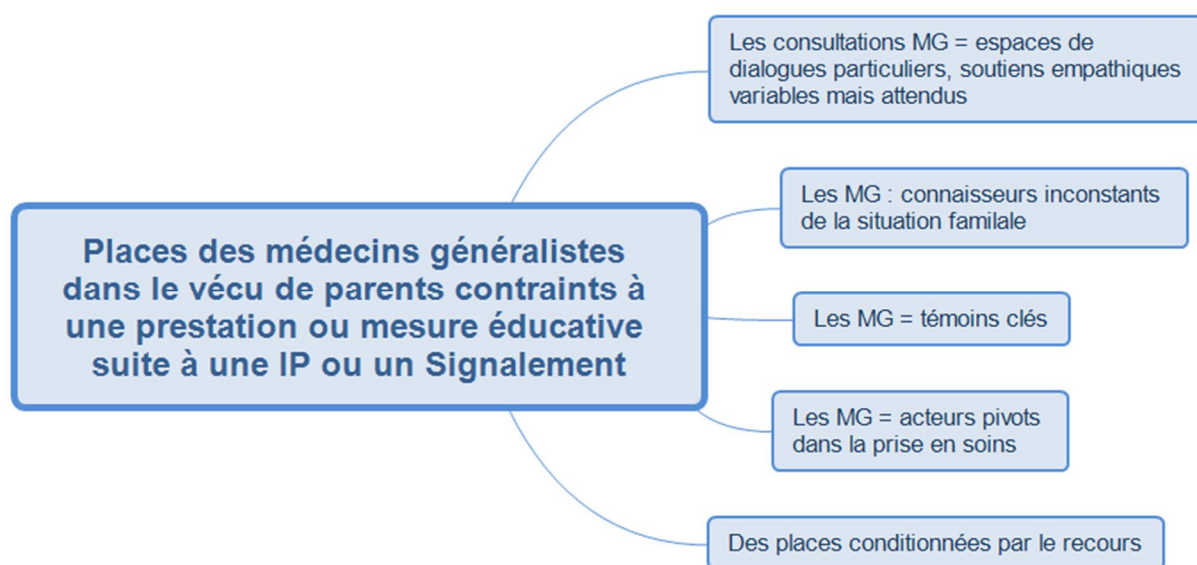 Les consultations MG = espaces de
dialogues particuliers, soutiens empathiques
variables mais attendus
Les MG : connaisseurs inconstants
de la situation familale
Places des médecins généralistes
dans le vécu de parents contraints à
une prestation ou mesure éducative
suite à une IP ou un Signalement
Les MG = témoins clés
Les MG = acteurs pivots
dans la prise en soins
Des places conditionnées par le recours